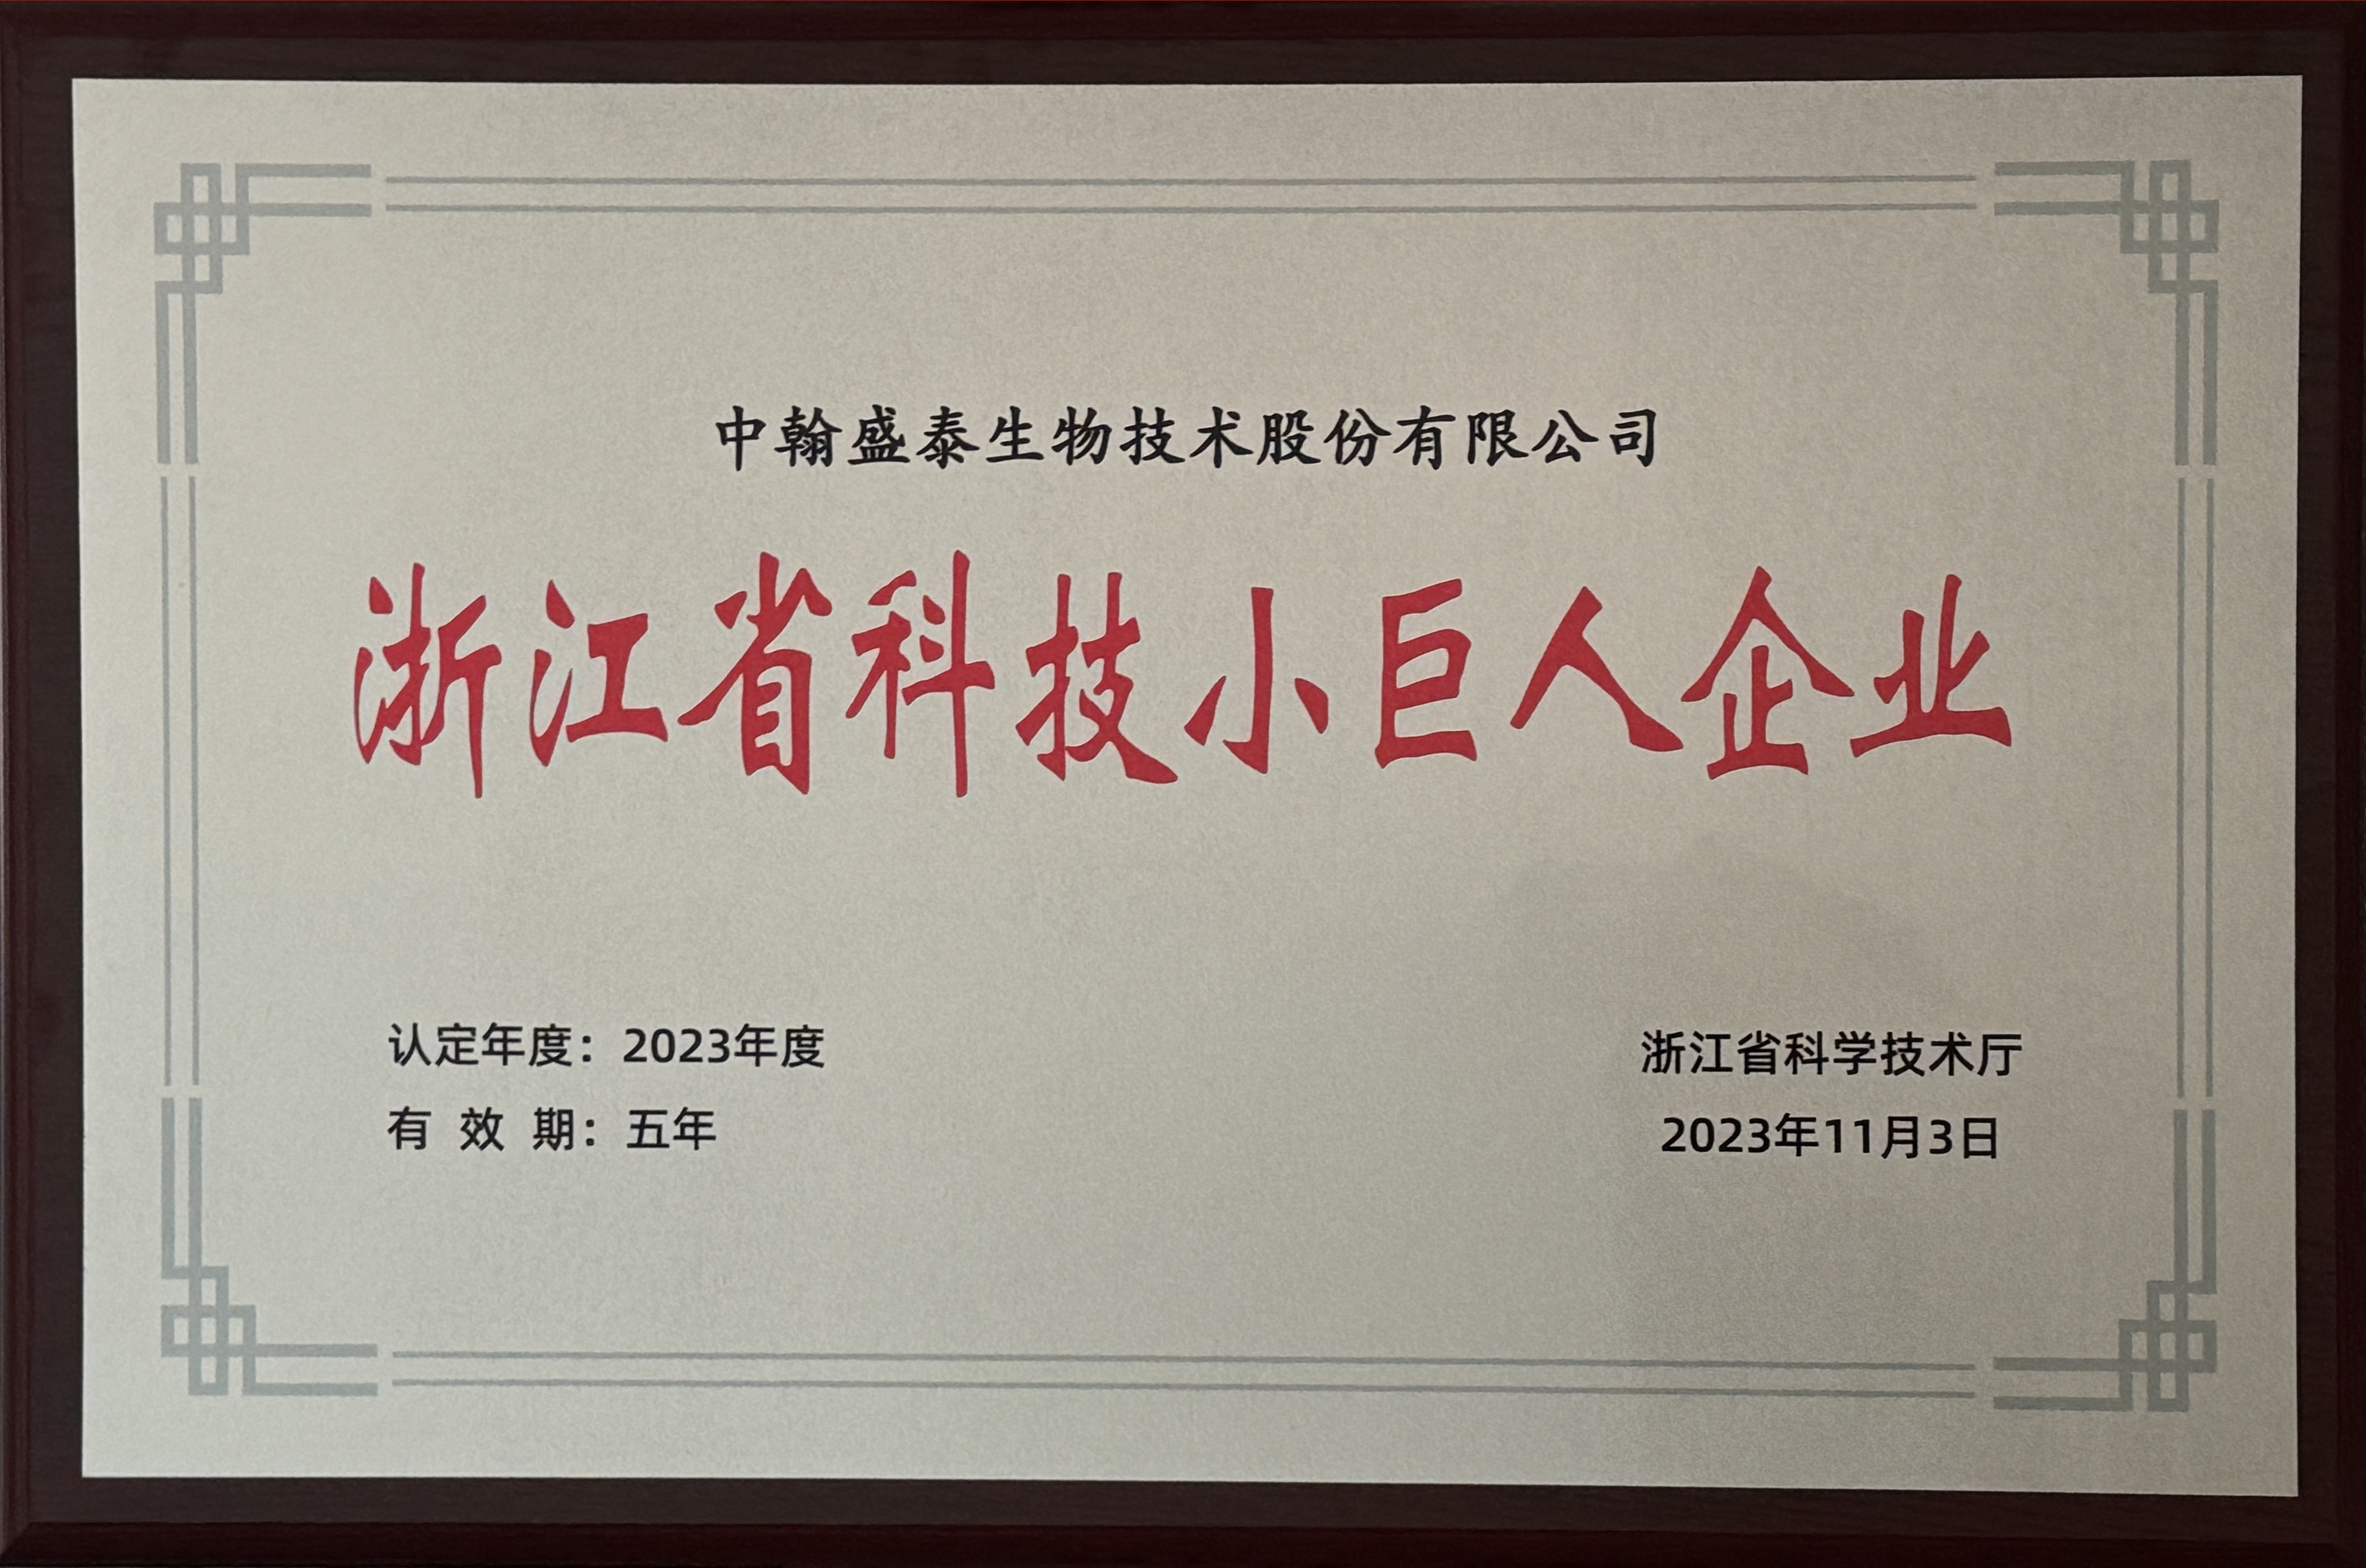 中翰盛泰生物技术股份有限公司
浙江省科技小巨人企业
认定年度：2023年度
有 效 期：五年
浙江省科学技术厅
2023年11月3日